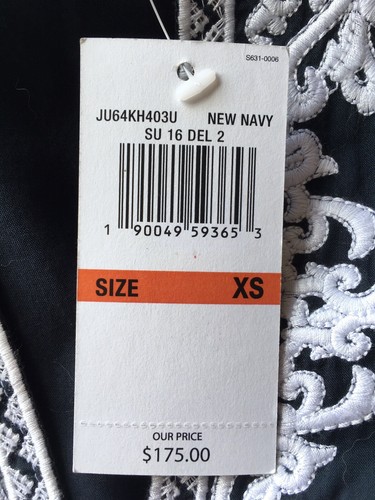 S631-0006
JU64KH403U NEW NAVY
SU 16 DEL 2
1 90049 59365 3
SIZE XS
OUR PRICE
$175.00